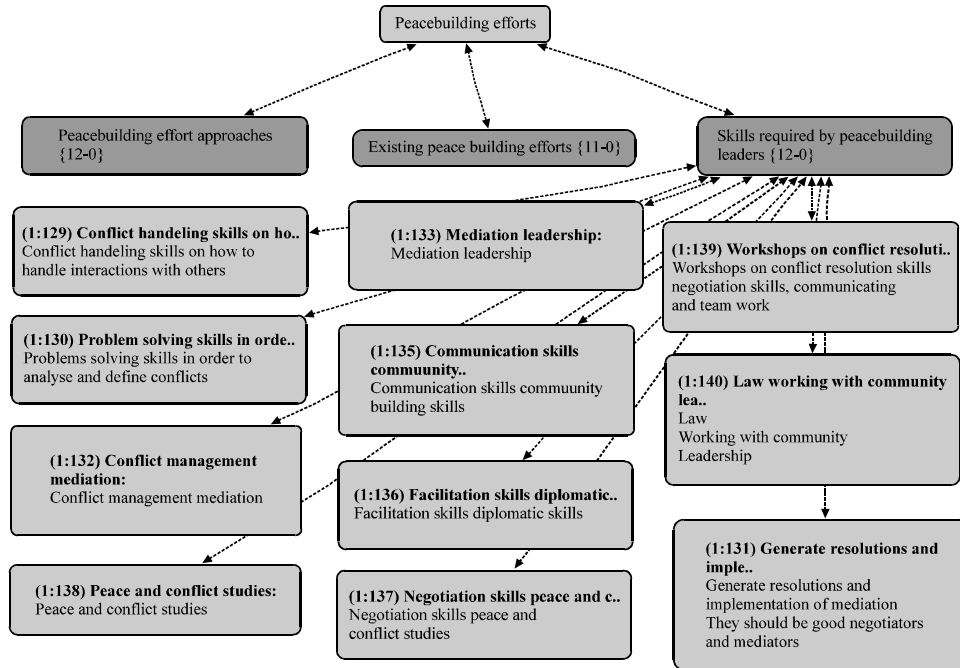 Peacebuilding efforts
Peacebuilding effort approaches
{12-0}
Existing peace building efforts {11-0}
Skills required by peacebuilding
leaders {12-0}
(1:129) Conflict handeling skills on ho..
Conflict handeling skills on how to
handle interactions with others
(1:133) Mediation leadership:
Mediation leadership
(1:139) Workshops on conflict resoluti..
Workshops on conflict resolution skills
negotiation skills, communicating
and team work
(1:130) Problem solving skills in orde..
Problems solving skills in order to
analyse and define conflicts
(1:135) Communication skills
commuunity..
Communication skills commuunity
building skills
(1:140) Law working with community
lea..
Law
Working with community
Leadership
(1:132) Conflict management
mediation:
Conflict management mediation
(1:136) Facilitation skills diplomatic..
Facilitation skills diplomatic skills
(1:131) Generate resolutions and
imple..
Generate resolutions and
implementation of mediation
They should be good negotiators
and mediators
(1:138) Peace and conflict studies:
Peace and conflict studies
(1:137) Negotiation skills peace and c..
Negotiation skills peace and
conflict studies